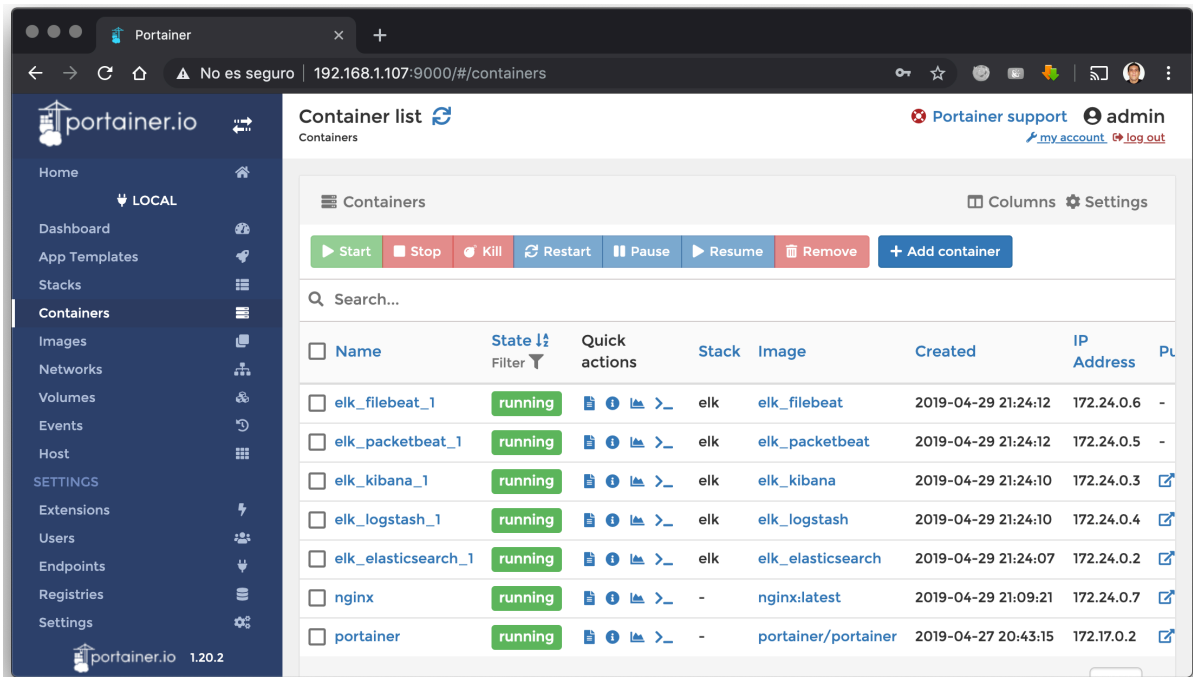 Portainer
No es seguro | 192.168.1.107:9000/#/containers
portainer.io
Home
LOCAL
Dashboard
App Templates
Stacks
Containers
Images
Networks
Volumes
Events
Host
SETTINGS
Extensions
Users
Endpoints
Registries
Settings
portainer.io 1.20.2
Container list
Containers
Portainer support admin
my account log out
Containers
Columns Settings
Start Stop Kill Restart Pause Resume Remove + Add container
Search...
Name State Filter Quick actions Stack Image Created IP Address Pu
elk_filebeat_1 running elk elk_filebeat 2019-04-29 21:24:12 172.24.0.6 -
elk_packetbeat_1 running elk elk_packetbeat 2019-04-29 21:24:12 172.24.0.5 -
elk_kibana_1 running elk elk_kibana 2019-04-29 21:24:10 172.24.0.3
elk_logstash_1 running elk elk_logstash 2019-04-29 21:24:10 172.24.0.4
elk_elasticsearch_1 running elk elk_elasticsearch 2019-04-29 21:24:07 172.24.0.2
nginx running - nginx:latest 2019-04-29 21:09:21 172.24.0.7
portainer running - portainer/portainer 2019-04-27 20:43:15 172.17.0.2